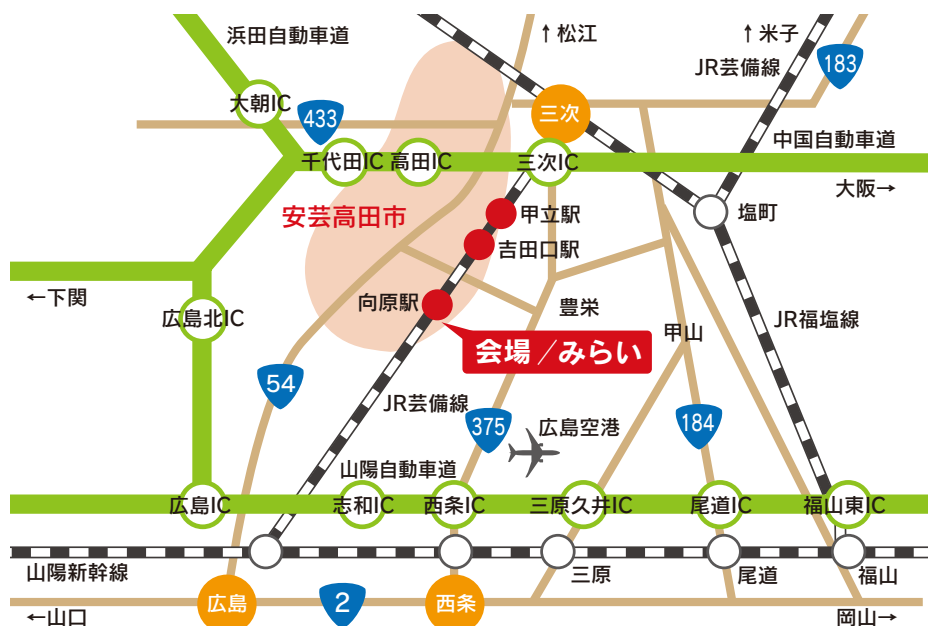 浜田自動車道
↑松江
↑米子
JR芸備線
183
大朝IC
433
三次
中国自動車道
千代田IC
高田IC
三次IC
大阪→
安芸高田市
甲立駅
塩町
吉田口駅
←下関
向原駅
豊栄
広島北IC
甲山
JR福塩線
会場/みらい
54
JR芸備線
375
広島空港
184
山陽自動車道
広島IC
志和IC
西条IC
三原久井IC
尾道IC
福山東IC
山陽新幹線
三原
尾道
福山
広島
2
西条
←山口
岡山→